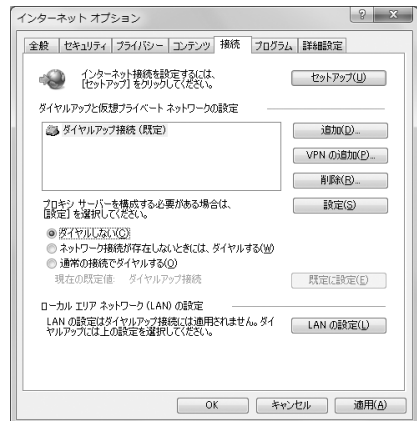 インターネット オプション
全般 セキュリティ プライバシー コンテンツ 接続 プログラム 詳細設定
インターネット接続を設定するには、
[セットアップ] をクリックしてください。
セットアップ(U)
ダイヤルアップと仮想プライベート ネットワークの設定
ダイヤルアップ接続 (既定)
追加(D)...
VPN の追加(P)...
削除(R)...
プロキシ サーバーを構成する必要がある場合は、
[設定] を選択してください。
設定(S)
ダイヤルしない(C)
ネットワーク接続が存在しないときには、ダイヤルする(W)
通常の接続でダイヤルする(O)
現在の既定値: ダイヤルアップ接続
既定に設定(E)
ローカル エリア ネットワーク (LAN) の設定
LAN の設定はダイヤルアップ接続には適用されません。ダイ
ヤルアップには上の設定を選択してください。
LAN の設定(L)
OK キャンセル 適用(A)